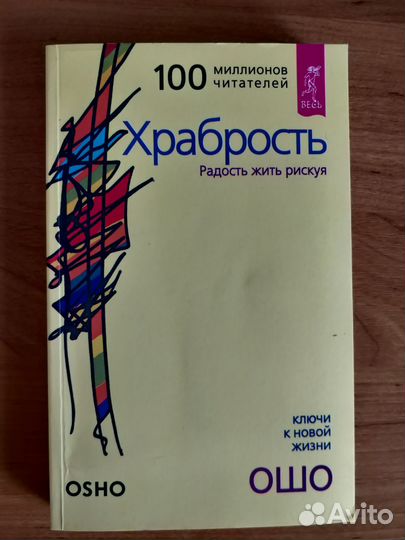 100 МИЛЛИОНОВ
ЧИТАТЕЛЕЙ
ВЕСЬ
Храбрость
Радость жить рискуя
КЛЮЧИ
К НОВОЙ
ЖИЗНИ
OSHO
ОШО
Avito